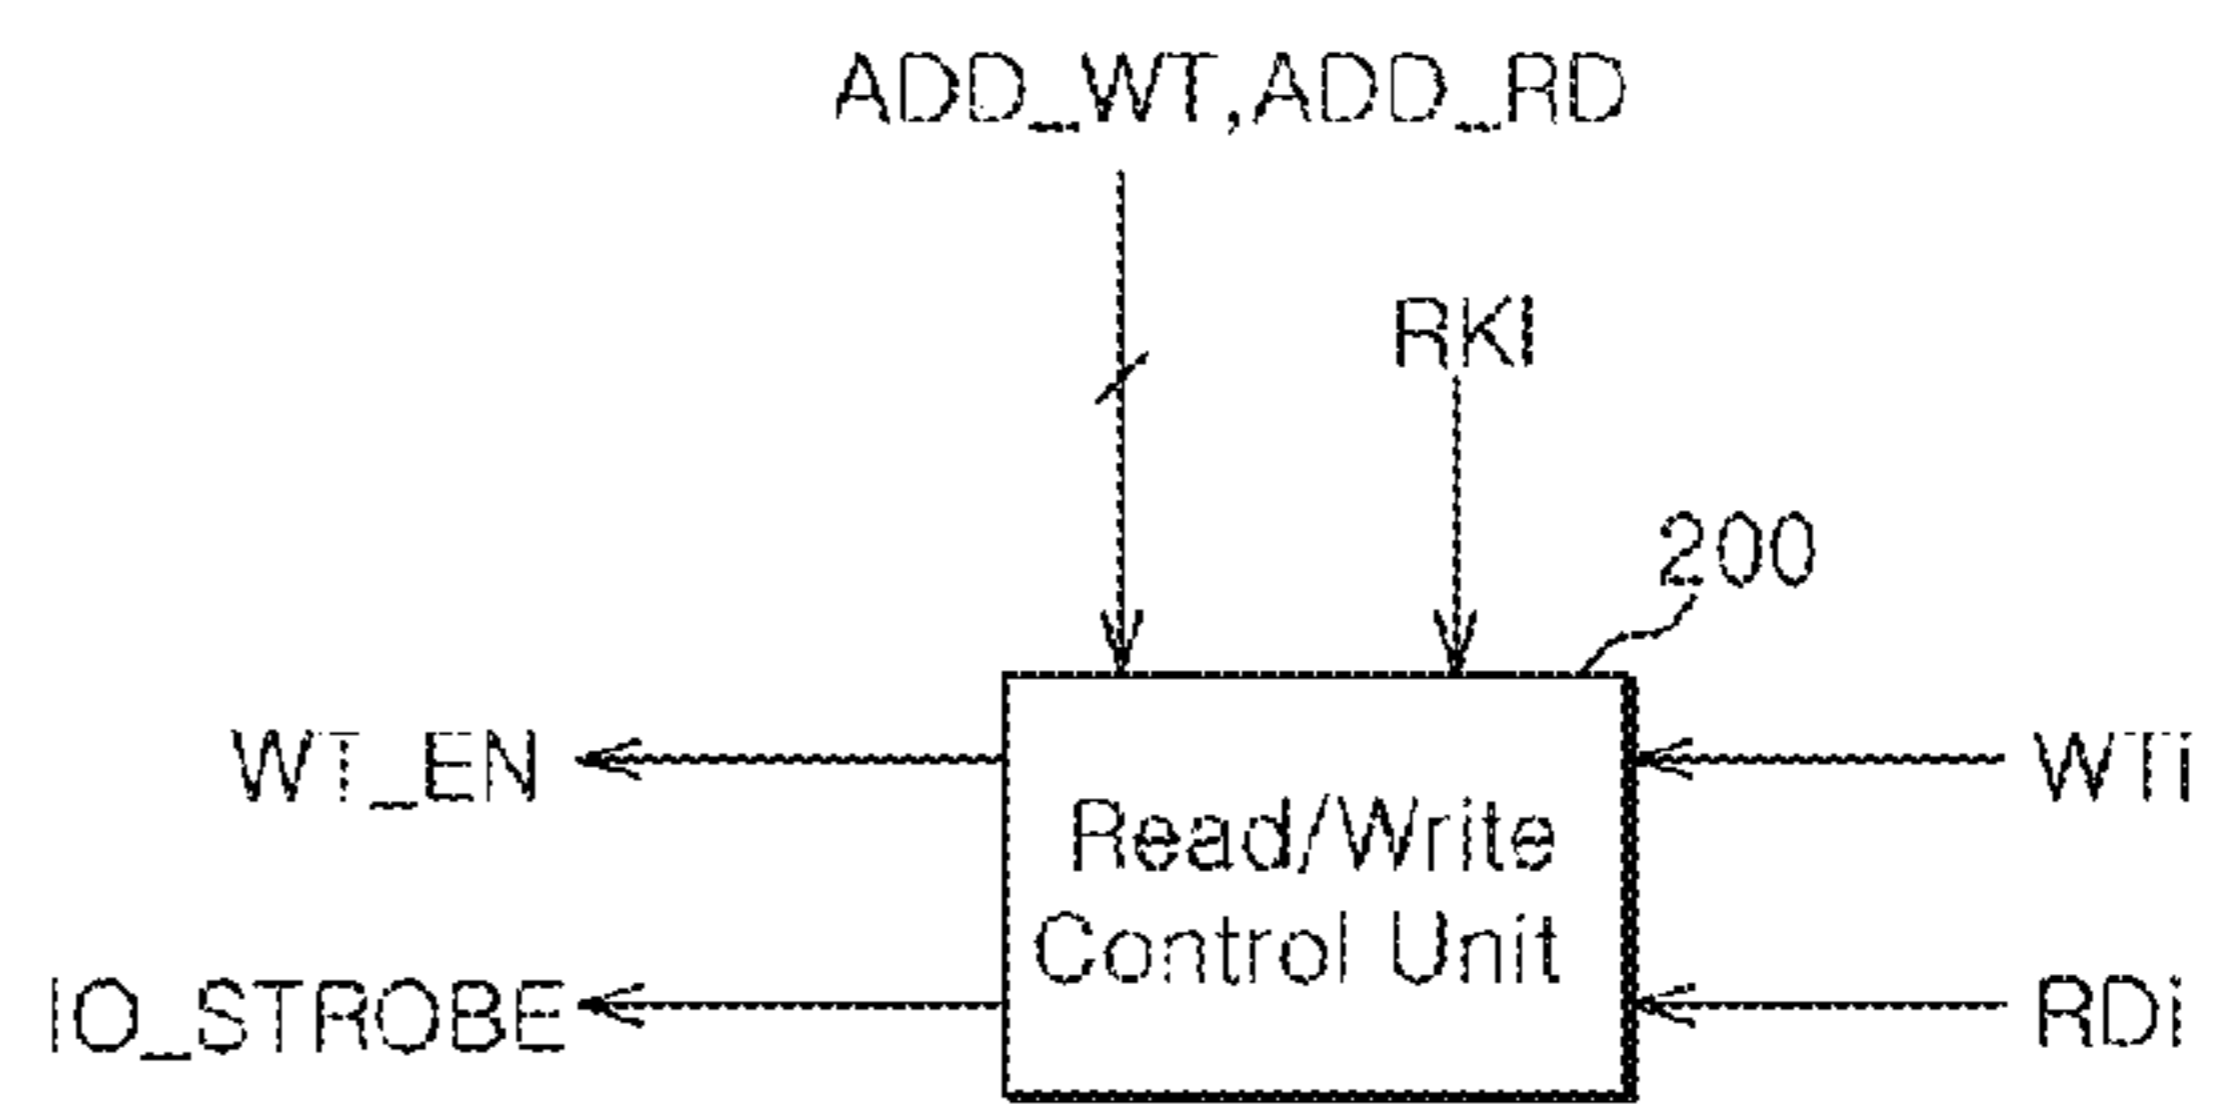 ADD_WT,ADD_RD
RKI
200
WT_EN
WTi
Read/Write
Control Unit
IO_STROBE
RDi